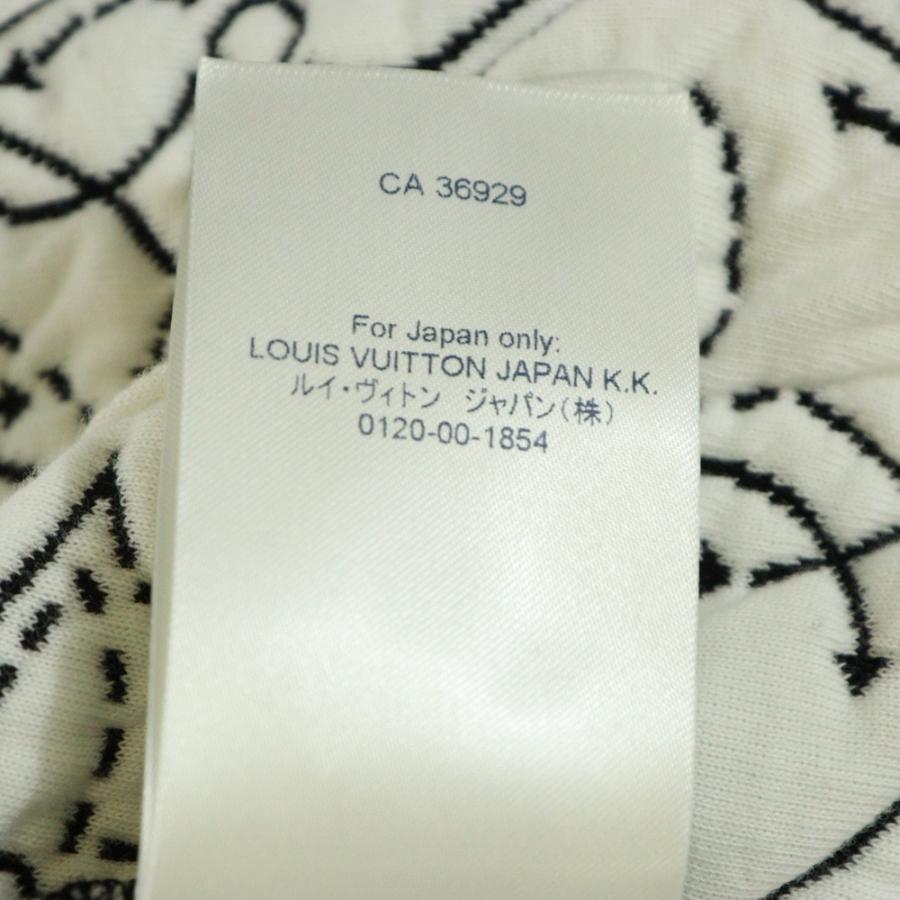 CA 36929
For Japan only:
LOUIS VUITTON JAPAN K.K.
ルイ・ヴィトン　ジャパン(株)
0120-00-1854